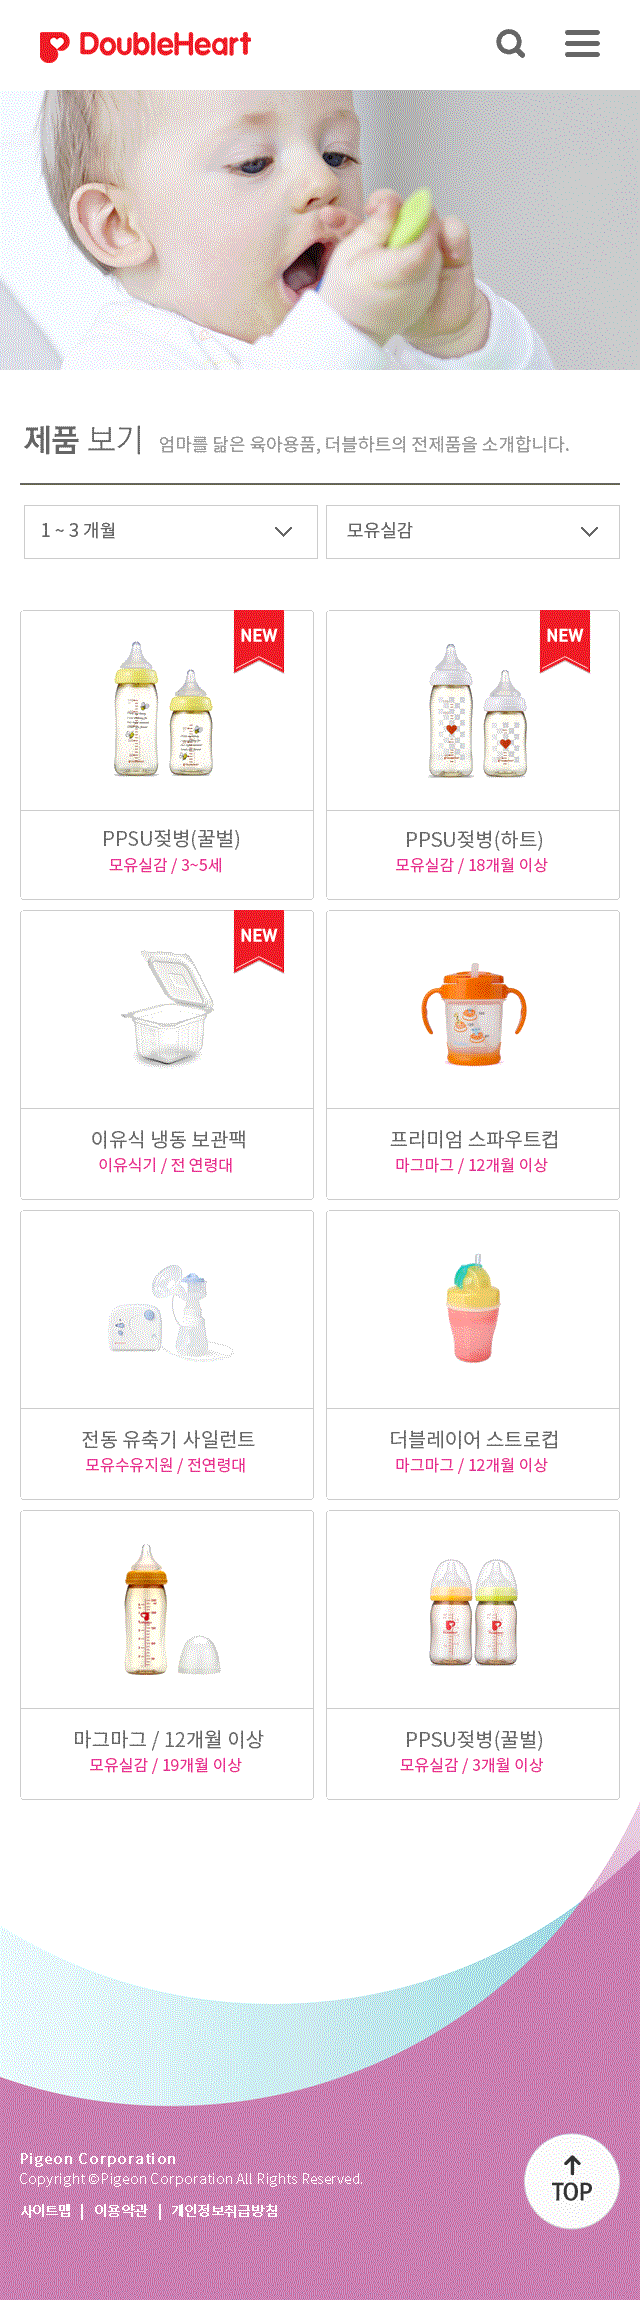 DoubleHeart
제품 보기 엄마를 닮은 육아용품, 더블하트의 전제품을 소개합니다.
1 ~ 3 개월
모유실감
NEW
NEW
PPSU젖병(꿀벌)
모유실감 / 3~5세
PPSU젖병(하트)
모유실감 / 18개월 이상
NEW
이유식 냉동 보관팩
이유식기 / 전 연령대
프리미엄 스파우트컵
마그마그 / 12개월 이상
전동 유축기 사일런트
모유수유지원 / 전연령대
더블레이어 스트로컵
마그마그 / 12개월 이상
마그마그 / 12개월 이상
모유실감 / 19개월 이상
PPSU젖병(꿀벌)
모유실감 / 3개월 이상
Pigeon Corporation
Copyright ©Pigeon Corporation All Rights Reserved.
사이트맵 | 이용약관 | 개인정보취급방침
TOP